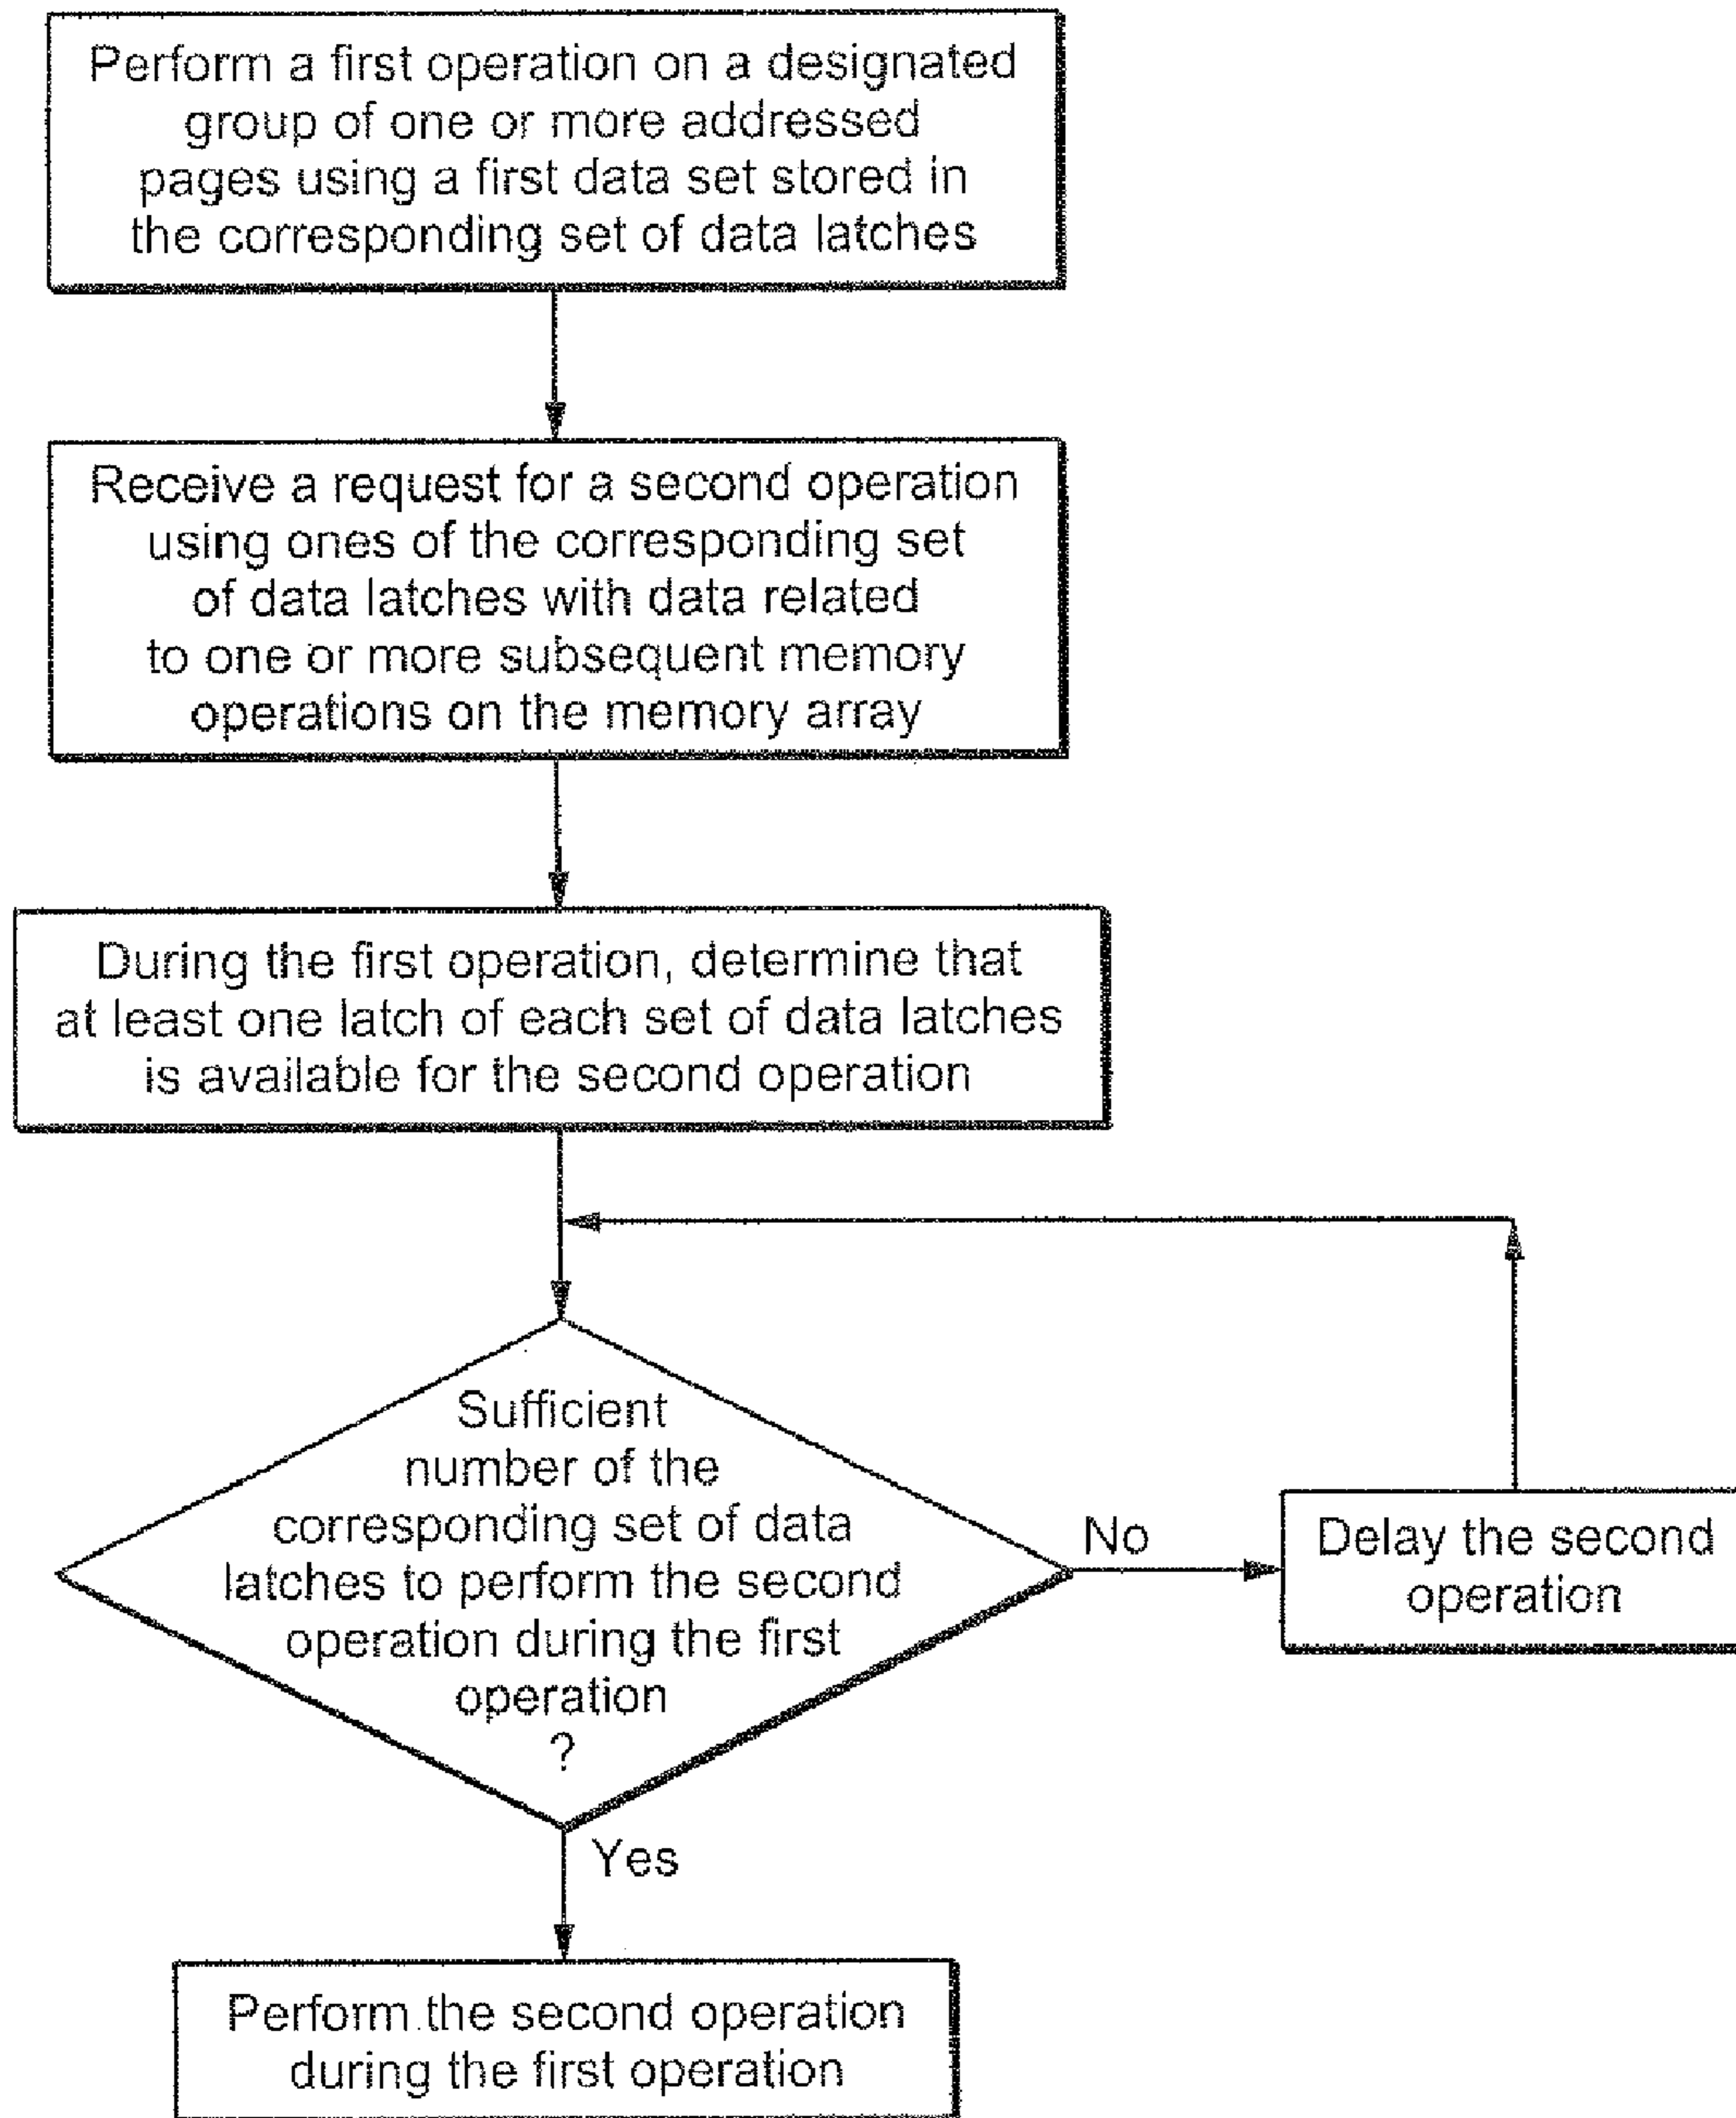 Perform a first operation on a designated
group of one or more addressed
pages using a first data set stored in
the corresponding set of data latches
Receive a request for a second operation
using ones of the corresponding set
of data latches with data related
to one or more subsequent memory
operations on the memory array
During the first operation, determine that
at least one latch of each set of data latches
is available for the second operation
Sufficient
number of the
corresponding set of data
latches to perform the second
operation during the first
operation
?
No
Delay the second
operation
Yes
Perform the second operation
during the first operation